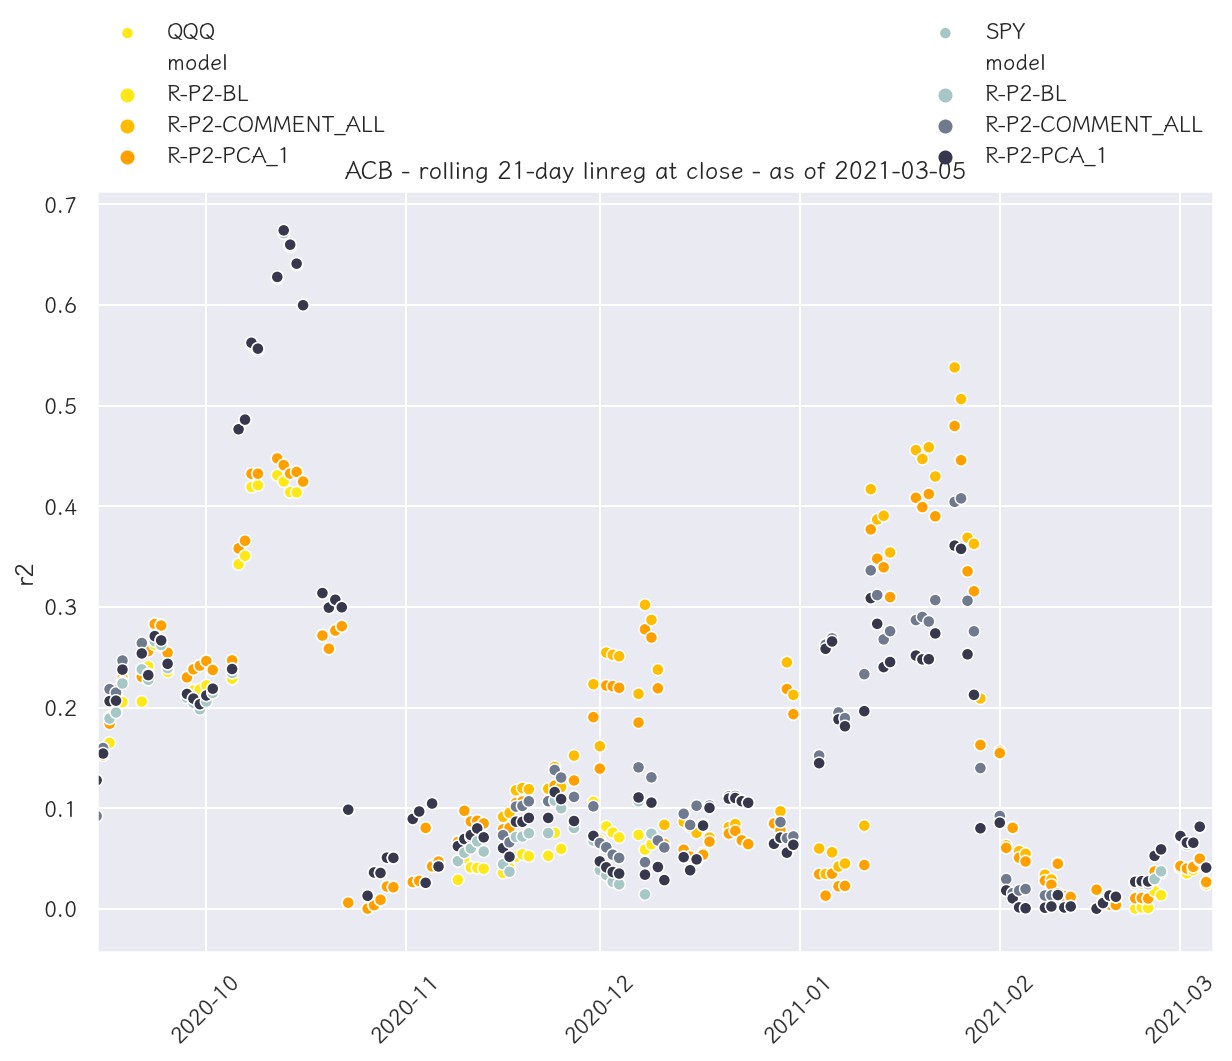 QQQ
model
R-P2-BL
R-P2-COMMENT_ALL
R-P2-PCA_1
SPY
model
R-P2-BL
R-P2-COMMENT_ALL
R-P2-PCA_1
ACB - rolling 21-day linreg at close - as of 2021-03-05
0.7
0.6
0.5
0.4
0.3
0.2
0.1
0.0
r2
2020-10
2020-11
2020-12
2021-01
2021-02
2021-03